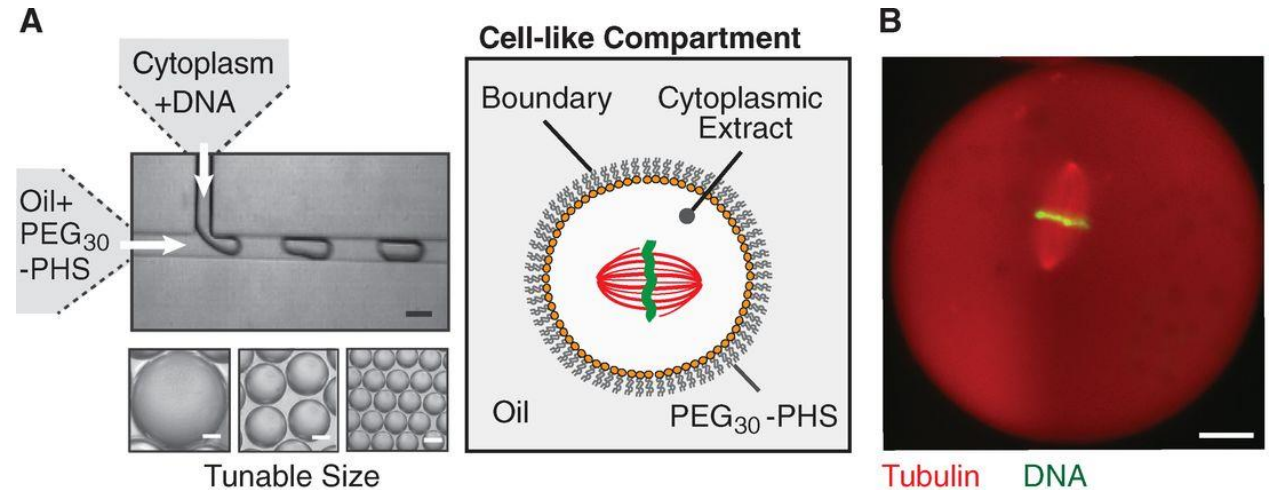 A
Cytoplasm
+DNA
Oil+
PEG30
-PHS
Tunable Size
Cell-like Compartment
Boundary
Cytoplasmic
Extract
Oil
PEG30-PHS
B
Tubulin DNA